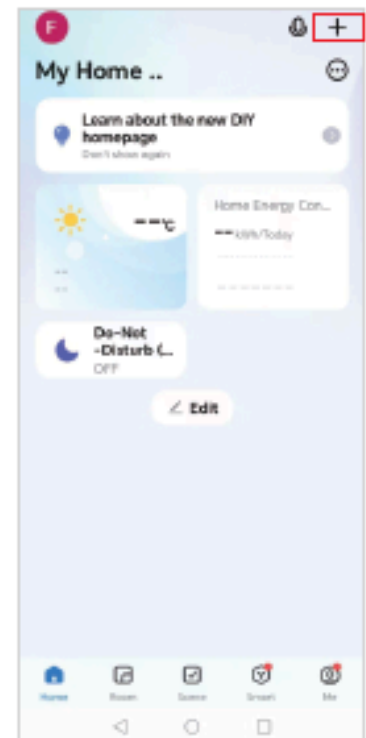 F
My Home ..
Learn about the new DIY
homepage
Don't show again
--°C
--
--
Home Energy Con...
-- kWh/Today
Do-Not
-Disturb (...
OFF
Edit
Home Room Scene Smart Me